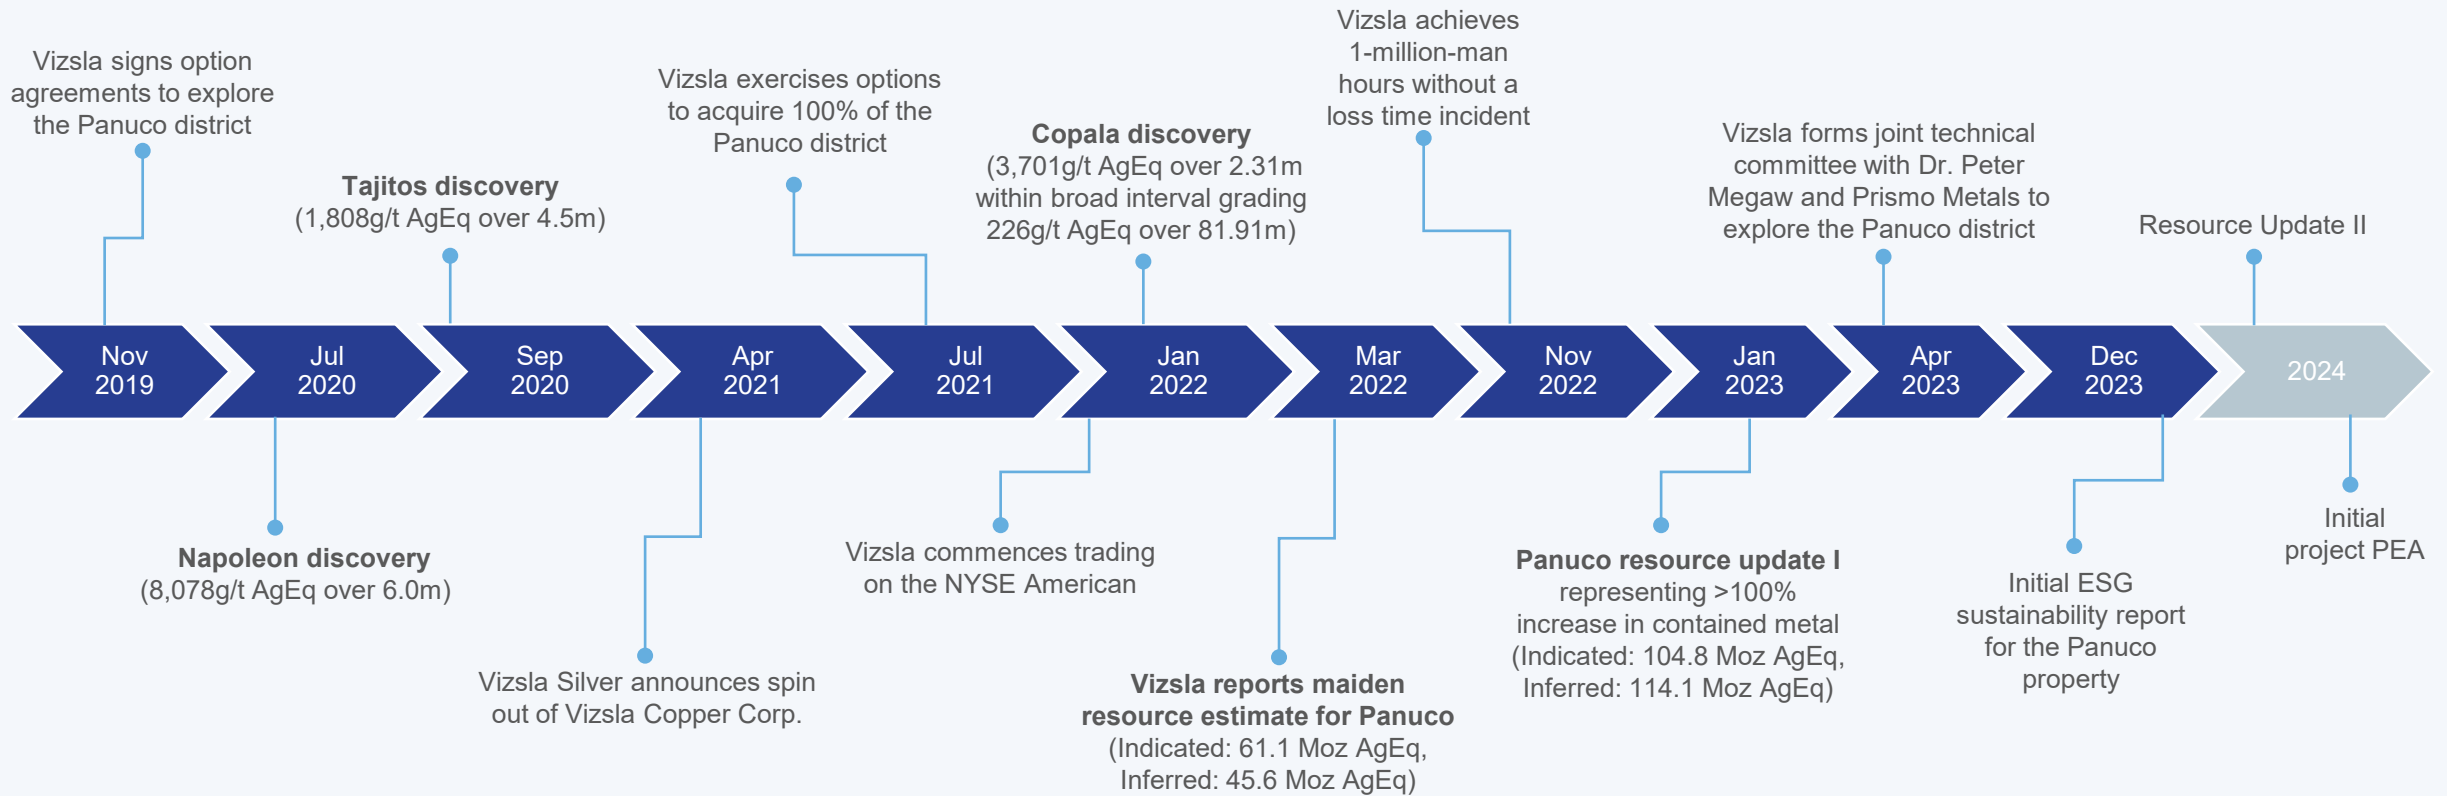 Vizsla signs option
agreements to explore
the Panuco district
Tajitos discovery
(1,808g/t AgEq over 4.5m)
Vizsla exercises options
to acquire 100% of the
Panuco district
Copala discovery
(3,701g/t AgEq over 2.31m
within broad interval grading
226g/t AgEq over 81.91m)
Vizsla achieves
1-million-man
hours without a
loss time incident
Vizsla forms joint technical
committee with Dr. Peter
Megaw and Prismo Metals to
explore the Panuco district
Resource Update II
Nov
2019
Jul
2020
Sep
2020
Apr
2021
Jul
2021
Jan
2022
Mar
2022
Nov
2022
Jan
2023
Apr
2023
Dec
2023
2024
Napoleon discovery
(8,078g/t AgEq over 6.0m)
Vizsla Silver announces spin
out of Vizsla Copper Corp.
Vizsla commences trading
on the NYSE American
Vizsla reports maiden
resource estimate for Panuco
(Indicated: 61.1 Moz AgEq,
Inferred: 45.6 Moz AgEq)
Panuco resource update I
representing >100%
increase in contained metal
(Indicated: 104.8 Moz AgEq,
Inferred: 114.1 Moz AgEq)
Initial ESG
sustainability report
for the Panuco
property
Initial
project PEA